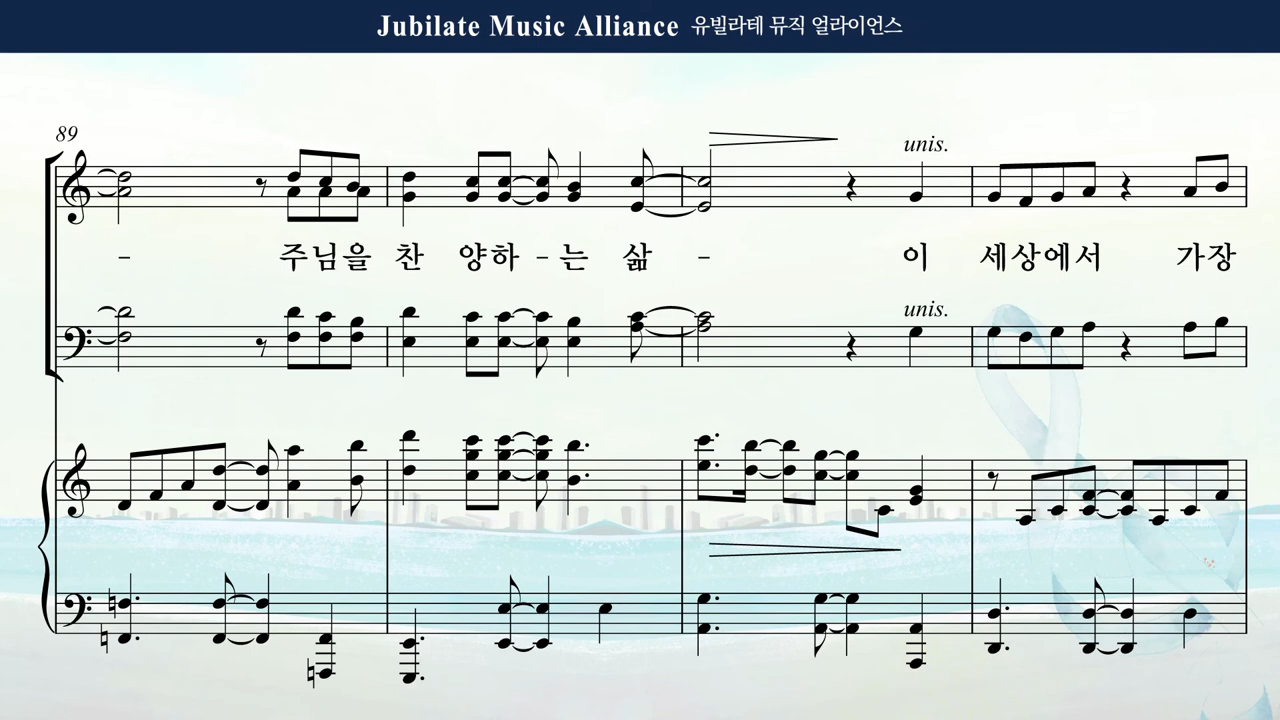 Jubilate Music Alliance 유빌라테 뮤직 얼라이언스
89
unis.
- 주님을 찬 양하 - 는 삶 - 이 세상에서 가장
unis.